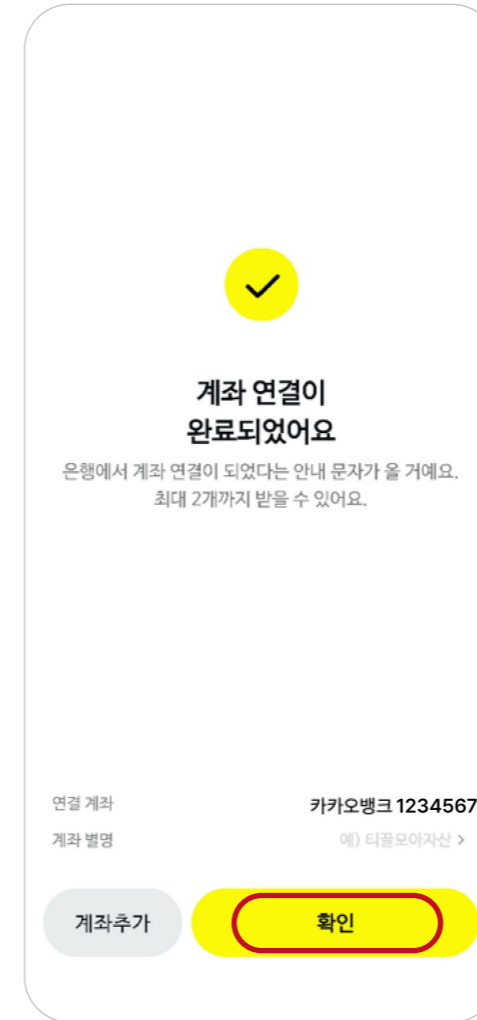 계좌 연결이
완료되었어요
은행에서 계좌 연결이 되었다는 안내 문자가 올 거예요.
최대 2개까지 받을 수 있어요.
연결 계좌 카카오뱅크 1234567
계좌 별명 예) 티끌모아자산 >
계좌추가 확인